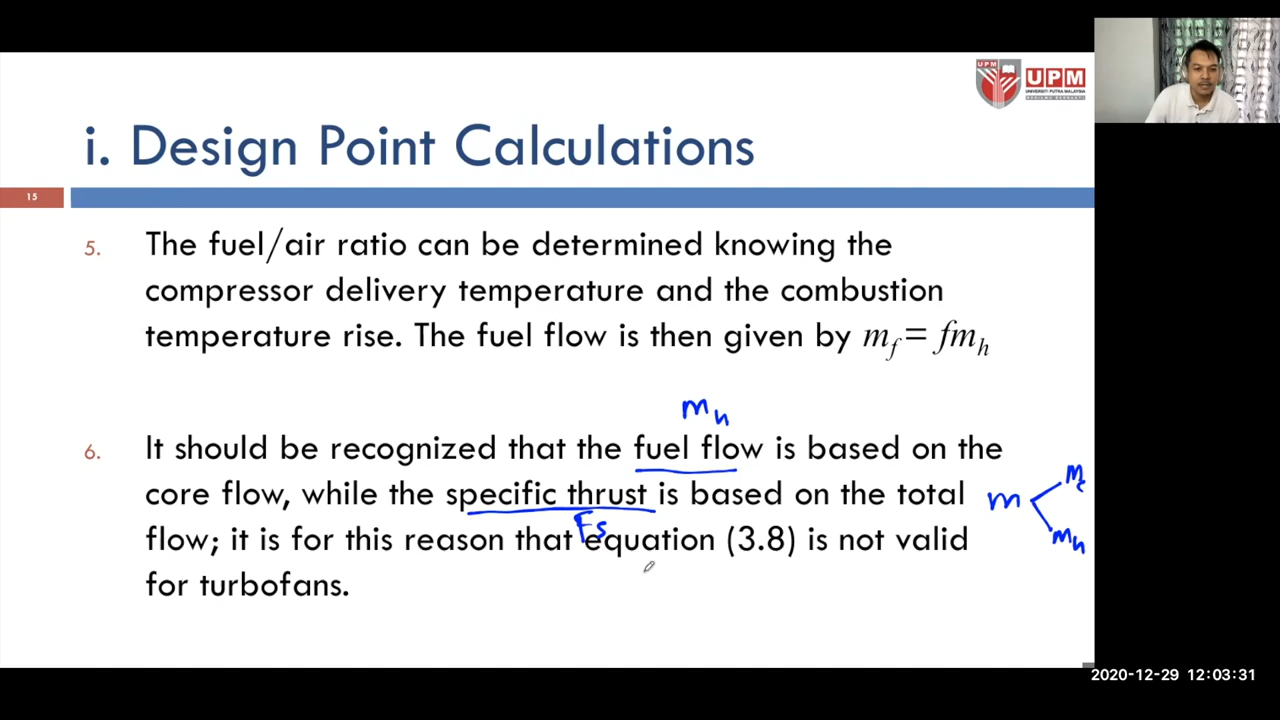 UPM
UPM
UNIVERSITI PUTRA MALAYSIA
i. Design Point Calculations
15
5. The fuel/air ratio can be determined knowing the
compressor delivery temperature and the combustion
temperature rise. The fuel flow is then given by m_f = fm_h
m_h
6. It should be recognized that the fuel flow is based on the
core flow, while the specific thrust is based on the total
m
m_c
m_h
Fs
flow; it is for this reason that equation (3.8) is not valid
for turbofans.
2020-12-29 12:03:31